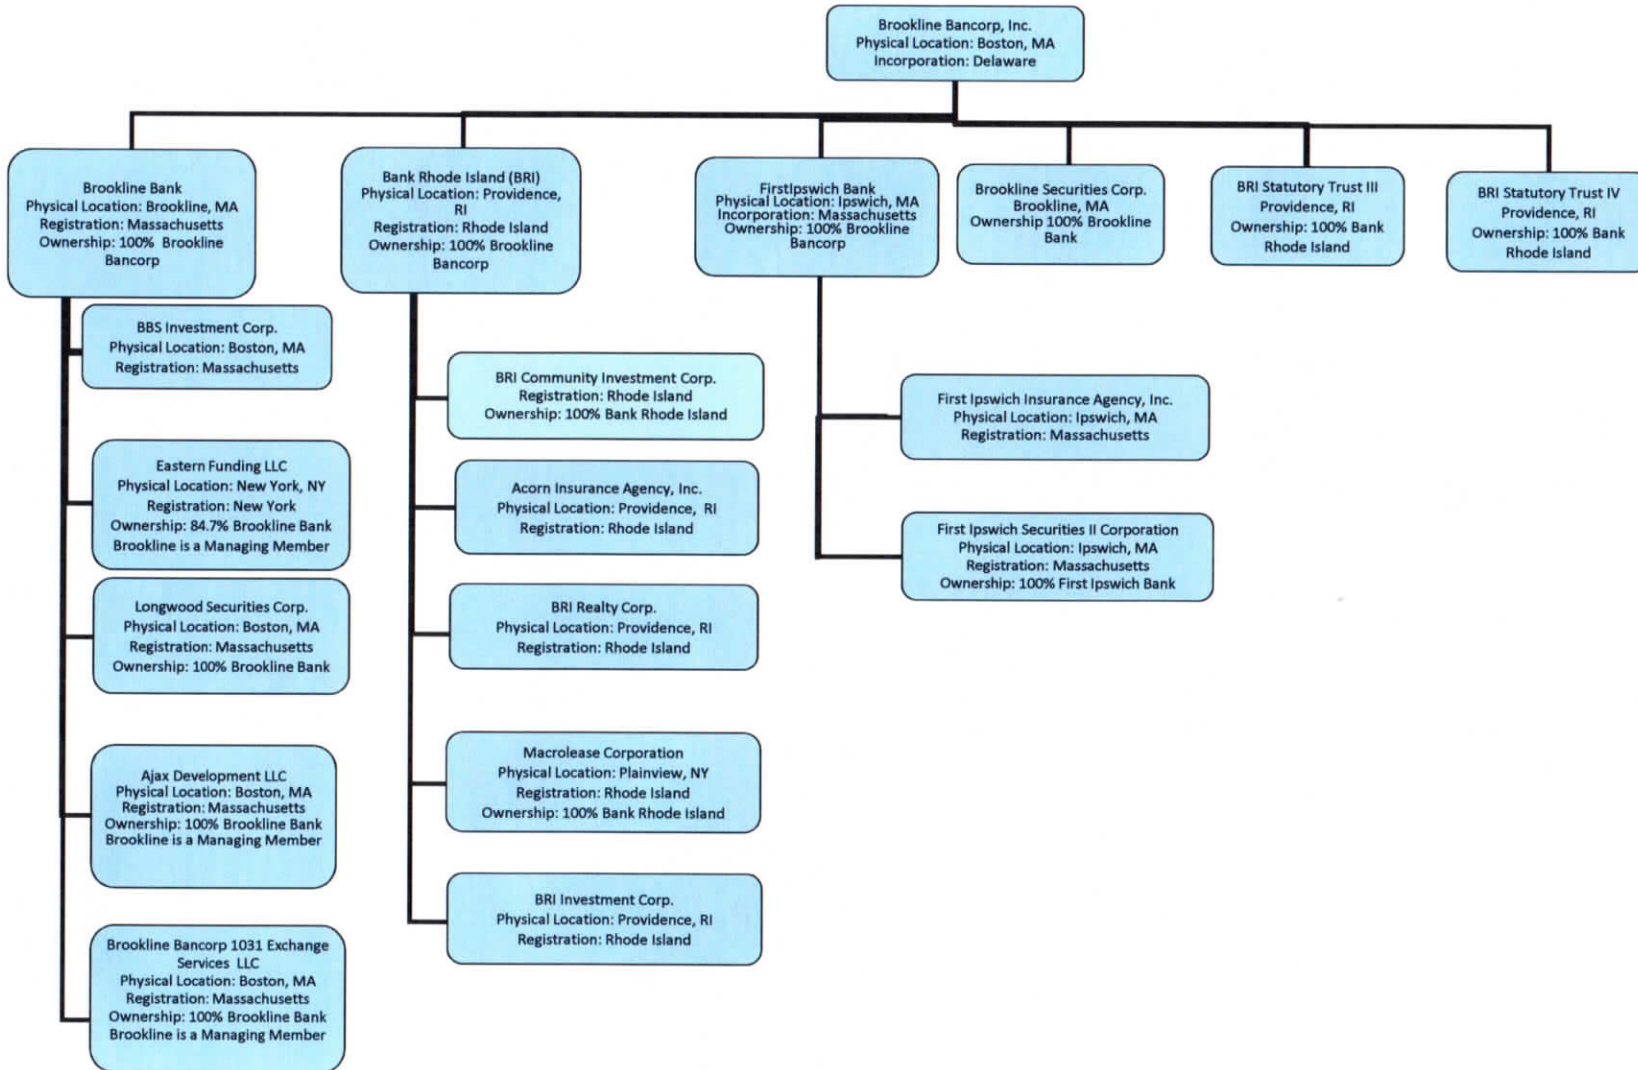 Brookline Bancorp, Inc.
Physical Location: Boston, MA
Incorporation: Delaware
Brookline Bank
Physical Location: Brookline, MA
Registration: Massachusetts
Ownership: 100% Brookline
Bancorp
Bank Rhode Island (BRI)
Physical Location: Providence,
RI
Registration: Rhode Island
Ownership: 100% Brookline
Bancorp
FirstIpswich Bank
Physical Location: Ipswich, MA
Incorporation: Massachusetts
Ownership: 100% Brookline
Bancorp
Brookline Securities Corp.
Brookline, MA
Ownership 100% Brookline
Bank
BRI Statutory Trust III
Providence, RI
Ownership: 100% Bank
Rhode Island
BRI Statutory Trust IV
Providence, RI
Ownership: 100% Bank
Rhode Island
BBS Investment Corp.
Physical Location: Boston, MA
Registration: Massachusetts
Eastern Funding LLC
Physical Location: New York, NY
Registration: New York
Ownership: 84.7% Brookline Bank
Brookline is a Managing Member
Longwood Securities Corp.
Physical Location: Boston, MA
Registration: Massachusetts
Ownership: 100% Brookline Bank
Ajax Development LLC
Physical Location: Boston, MA
Registration: Massachusetts
Ownership: 100% Brookline Bank
Brookline is a Managing Member
Brookline Bancorp 1031 Exchange
Services LLC
Physical Location: Boston, MA
Registration: Massachusetts
Ownership: 100% Brookline Bank
Brookline is a Managing Member
BRI Community Investment Corp.
Registration: Rhode Island
Ownership: 100% Bank Rhode Island
Acorn Insurance Agency, Inc.
Physical Location: Providence, RI
Registration: Rhode Island
BRI Realty Corp.
Physical Location: Providence, RI
Registration: Rhode Island
Macrolease Corporation
Physical Location: Plainview, NY
Registration: Rhode Island
Ownership: 100% Bank Rhode Island
BRI Investment Corp.
Physical Location: Providence, RI
Registration: Rhode Island
First Ipswich Insurance Agency, Inc.
Physical Location: Ipswich, MA
Registration: Massachusetts
First Ipswich Securities II Corporation
Physical Location: Ipswich, MA
Registration: Massachusetts
Ownership: 100% First Ipswich Bank